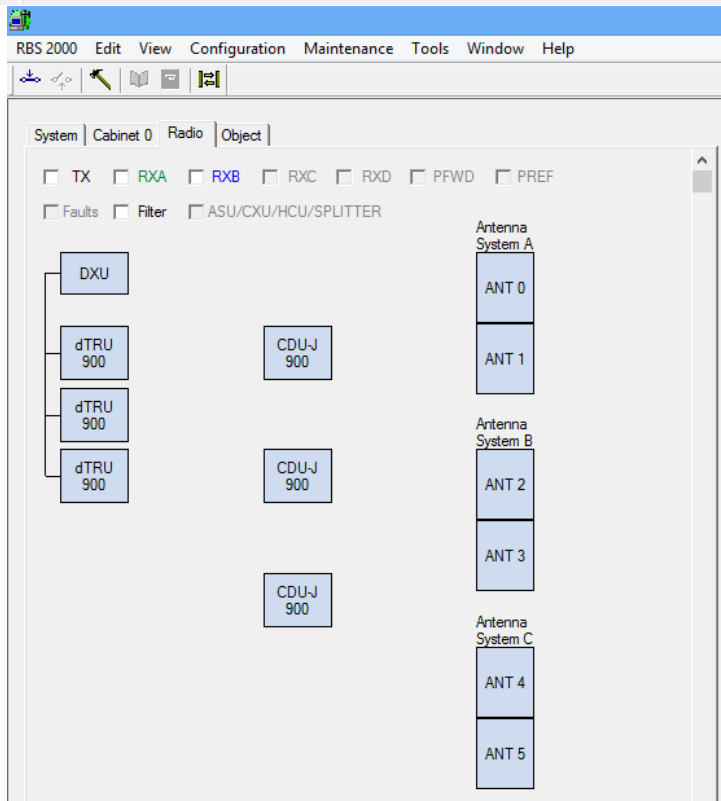 RBS 2000 Edit View Configuration Maintenance Tools Window Help
System Cabinet 0 Radio Object
TX RXA RXB RXC RXD PFWD PREF
Faults Filter ASU/CXU/HCU/SPLITTER
Antenna
System A
DXU
ANT 0
dTRU
900
CDU-J
900
ANT 1
dTRU
900
Antenna
System B
dTRU
900
CDU-J
900
ANT 2
ANT 3
CDU-J
900
Antenna
System C
ANT 4
ANT 5